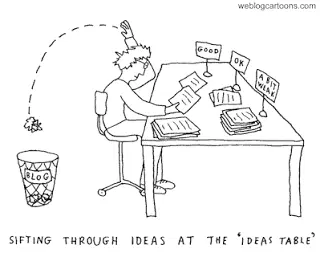 weblogcartoons.com
GOOD
OK
A BIT
WEAK
BLOG
SIFTING THROUGH IDEAS AT THE 'IDEAS TABLE'